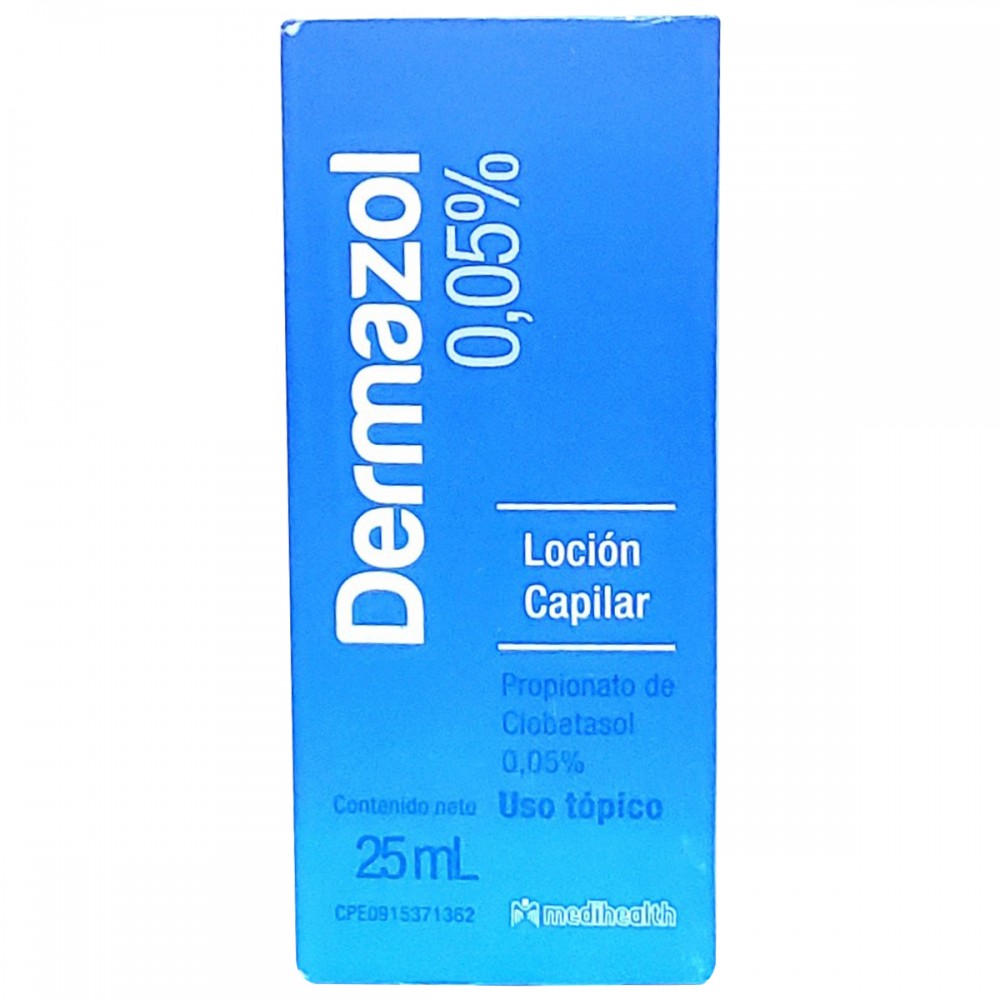 Dermazol
0,05%
Loción
Capilar
Propionato de
Clobetasol
0,05%
Uso tópico
Contenido neto
25 mL
CPE0915371362
medihealth